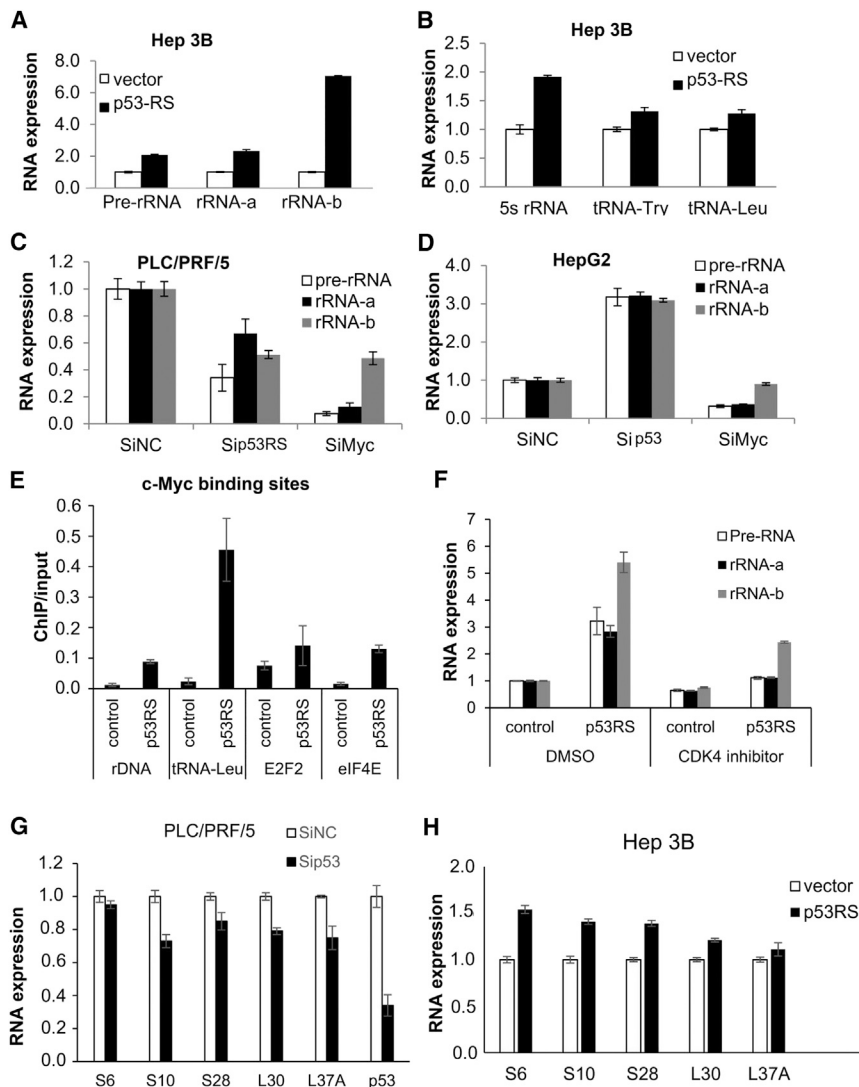 A
Hep 3B
RNA expression
8.0
6.0
4.0
2.0
0.0
vector
p53-RS
Pre-rRNA rRNA-a rRNA-b
B
Hep 3B
RNA expression
2.5
2.0
1.5
1.0
0.5
0.0
vector
p53-RS
5s rRNA tRNA-Try tRNA-Leu
C
PLC/PRF/5
RNA expression
1.2
1.0
0.8
0.6
0.4
0.2
0.0
pre-rRNA
rRNA-a
rRNA-b
SiNC Sip53RS SiMyc
D
HepG2
RNA expression
4.0
3.0
2.0
1.0
0.0
pre-rRNA
rRNA-a
rRNA-b
SiNC Si p53 SiMyc
E
c-Myc binding sites
ChIP/input
0.6
0.5
0.4
0.3
0.2
0.1
0.0
control p53RS control p53RS control p53RS control p53RS
rDNA tRNA-Leu E2F2 eIF4E
F
RNA expression
7
6
5
4
3
2
1
0
Pre-RNA
rRNA-a
rRNA-b
control p53RS control p53RS
DMSO CDK4 inhibitor
G
PLC/PRF/5
RNA expression
1.2
1.0
0.8
0.6
0.4
0.2
0.0
SiNC
Sip53
S6 S10 S28 L30 L37A p53
H
Hep 3B
RNA expression
2.0
1.5
1.0
0.5
0.0
vector
p53RS
S6 S10 S28 L30 L37A